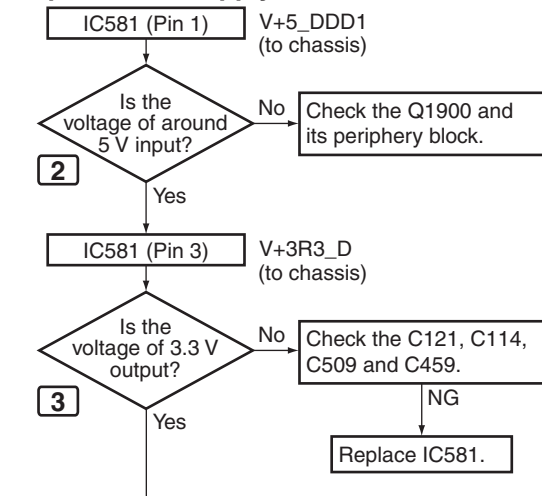 IC581 (Pin 1)
V+5_DDD1
(to chassis)
Is the
voltage of around
5 V input?
No
Check the Q1900 and
its periphery block.
2
Yes
IC581 (Pin 3)
V+3R3_D
(to chassis)
Is the
voltage of 3.3 V
output?
No
Check the C121, C114,
C509 and C459.
3
NG
Yes
Replace IC581.